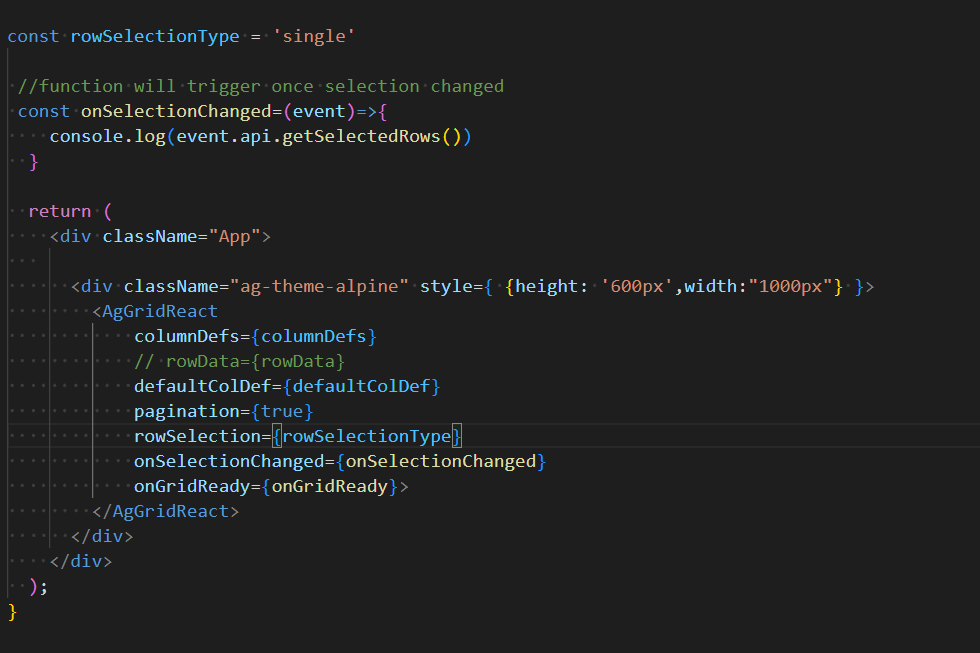 const rowSelectionType = 'single'
//function will trigger once selection changed
const onSelectionChanged=(event)=>{
console.log(event.api.getSelectedRows())
}
return (
<div className="App">
<div className="ag-theme-alpine" style={ {height: '600px',width:"1000px"} }>
<AgGridReact
columnDefs={columnDefs}
// rowData={rowData}
defaultColDef={defaultColDef}
pagination={true}
rowSelection={rowSelectionType}
onSelectionChanged={onSelectionChanged}
onGridReady={onGridReady}>
</AgGridReact>
</div>
</div>
);
}